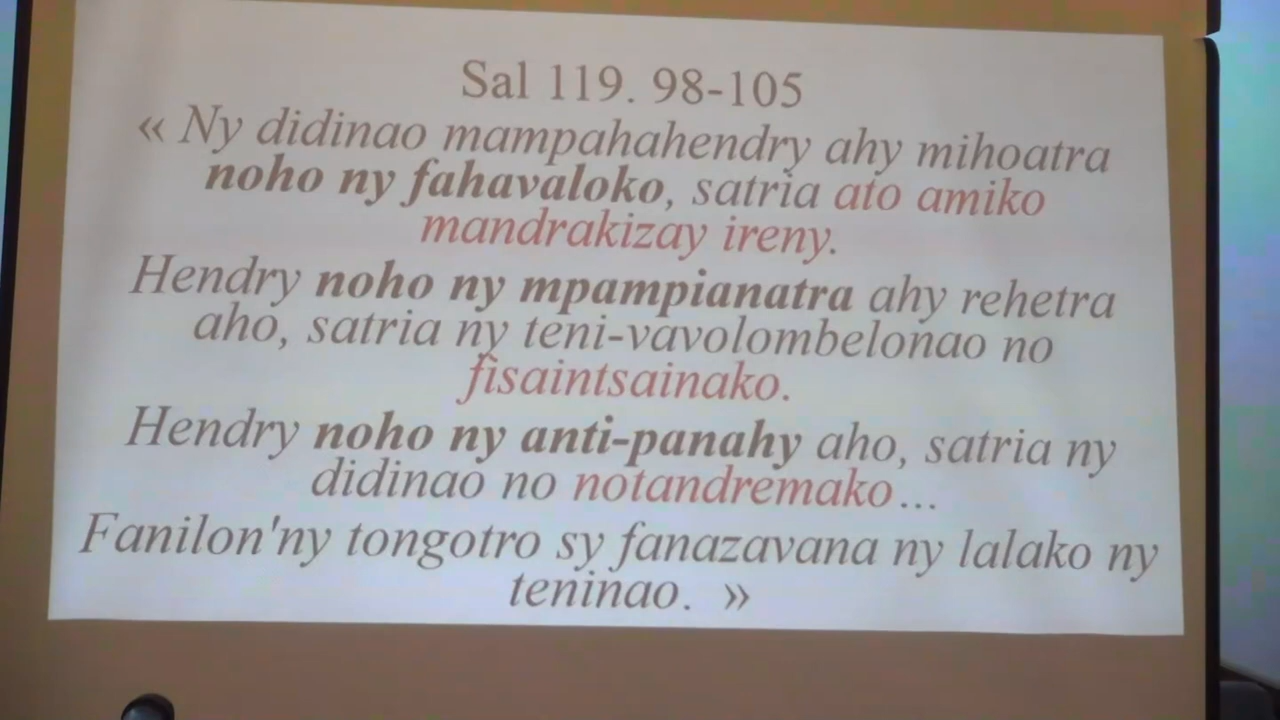 Sal 119. 98-105
« Ny didinao mampahahendry ahy mihoatra
noho ny fahavaloko, satria ato amiko
mandrakizay ireny.
Hendry noho ny mpampianatra ahy rehetra
aho, satria ny teni-vavolombelonao no
fisaintsainako.
Hendry noho ny anti-panahy aho, satria ny
didinao no notandremako...
Fanilon'ny tongotro sy fanazavana ny lalako ny
teninao. »